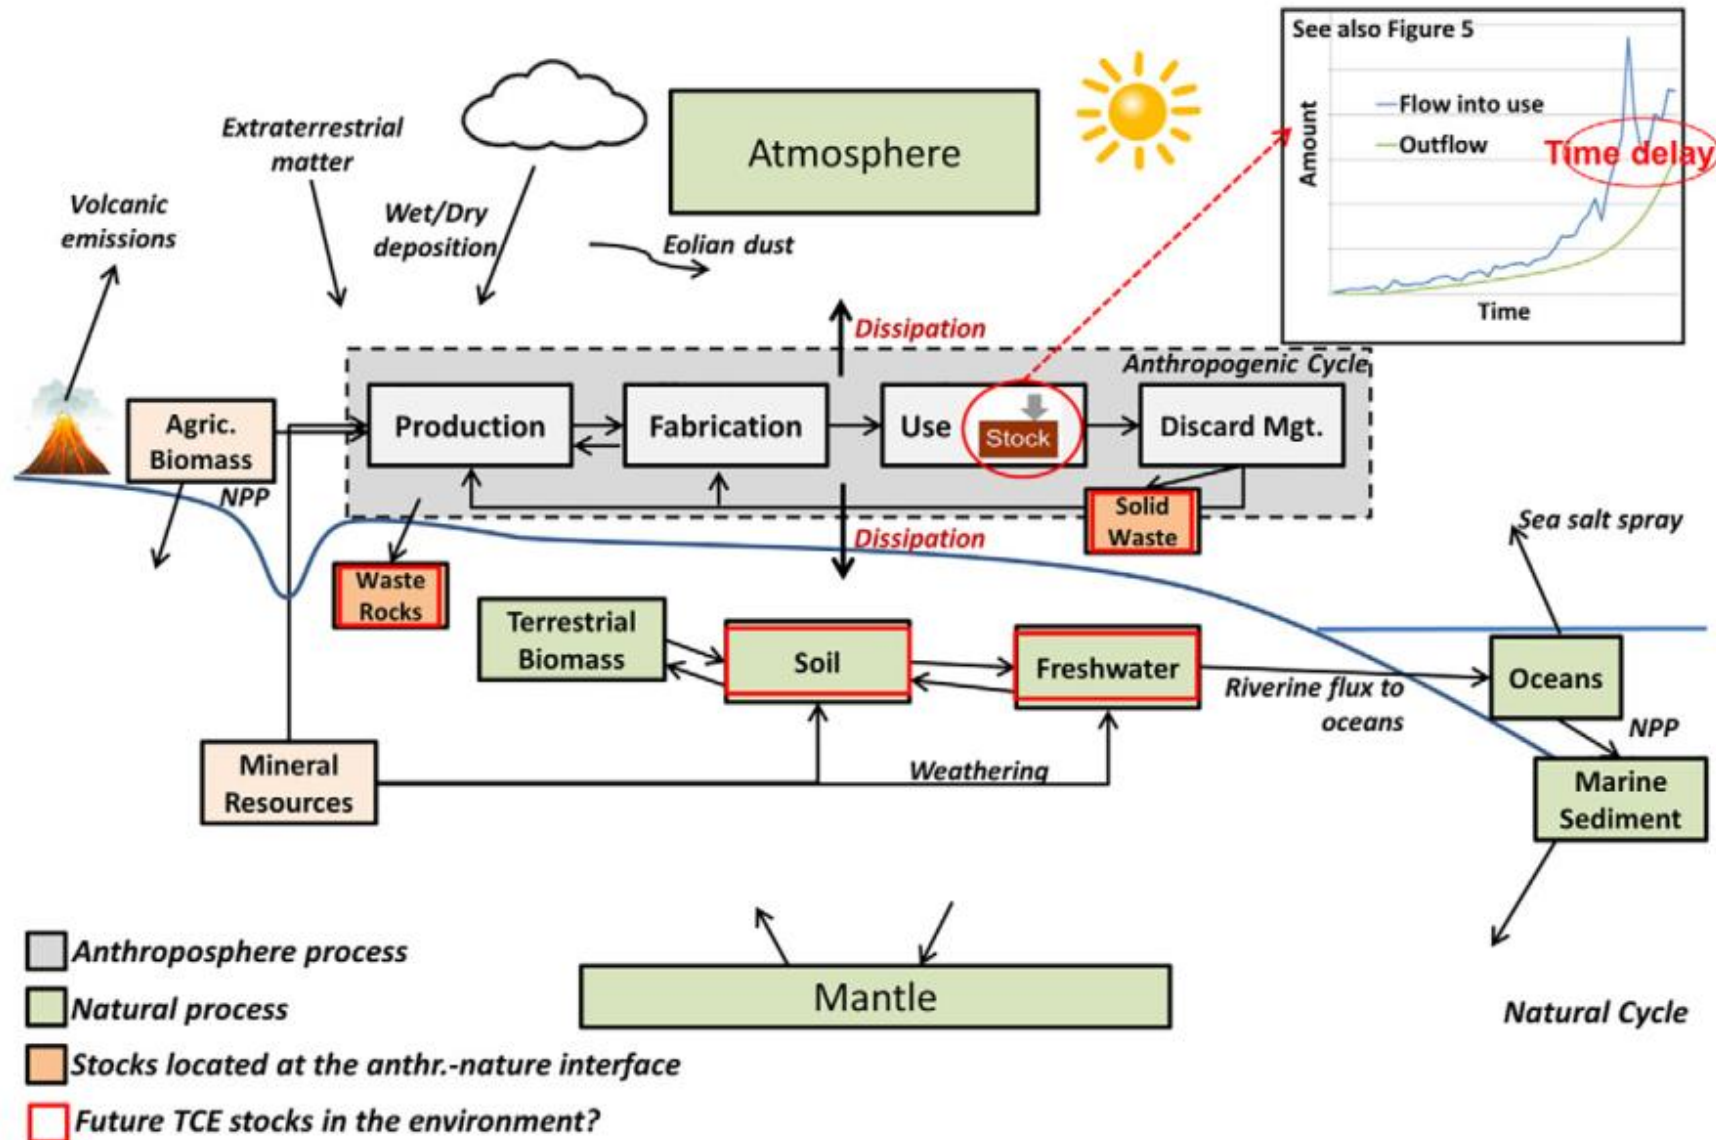 See also Figure 5
Flow into use
Outflow
Time delay
Amount
Time
Extraterrestrial
matter
Atmosphere
Volcanic
emissions
Wet/Dry
deposition
Eolian dust
Dissipation
Anthropogenic Cycle
Agric.
Biomass
NPP
Production
Fabrication
Use
Stock
Discard Mgt.
Solid
Waste
Dissipation
Waste
Rocks
Sea salt spray
Terrestrial
Biomass
Soil
Freshwater
Riverine flux to
oceans
Oceans
NPP
Mineral
Resources
Weathering
Marine
Sediment
Mantle
Natural Cycle
Anthroposphere process
Natural process
Stocks located at the anthr.-nature interface
Future TCE stocks in the environment?